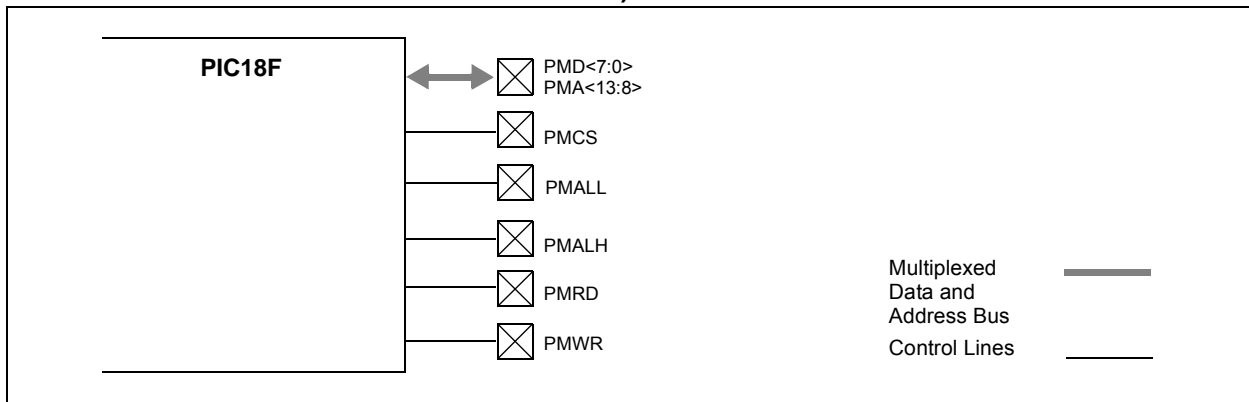 PIC18F
PMD<7:0>
PMA<13:8>
PMCS
PMALL
PMALH
PMRD
PMWR
Multiplexed
Data and
Address Bus
Control Lines